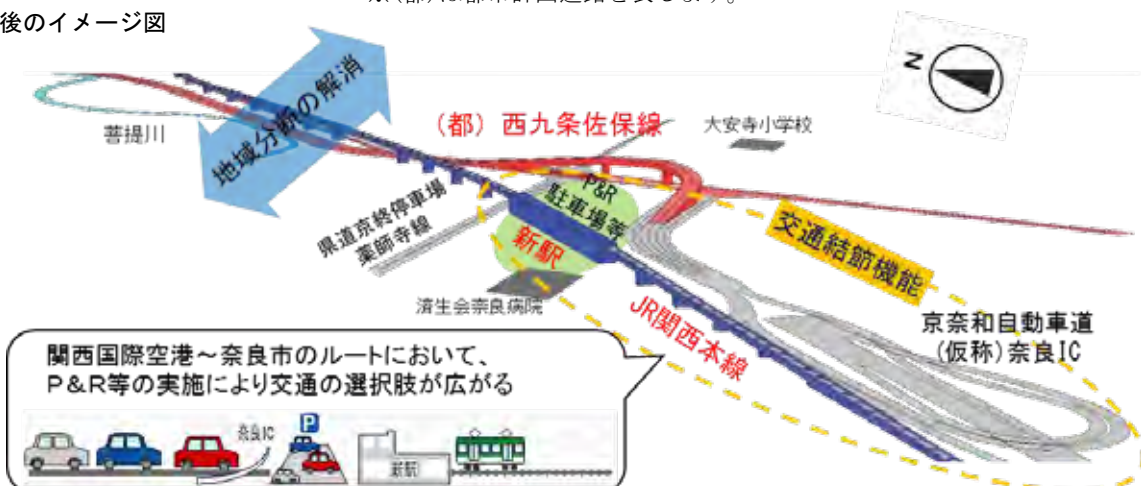 後のイメージ図
N
菩提川
地域分断の解消
(都)西九条佐保線
大安寺小学校
P&R
駐車場等
県道京終停車場
薬師寺線
新駅
交通結節機能
済生会奈良病院
JR関西本線
京奈和自動車道
(仮称)奈良IC
関西国際空港～奈良市のルートにおいて、
P&R等の実施により交通の選択肢が広がる
奈良IC
P
新駅